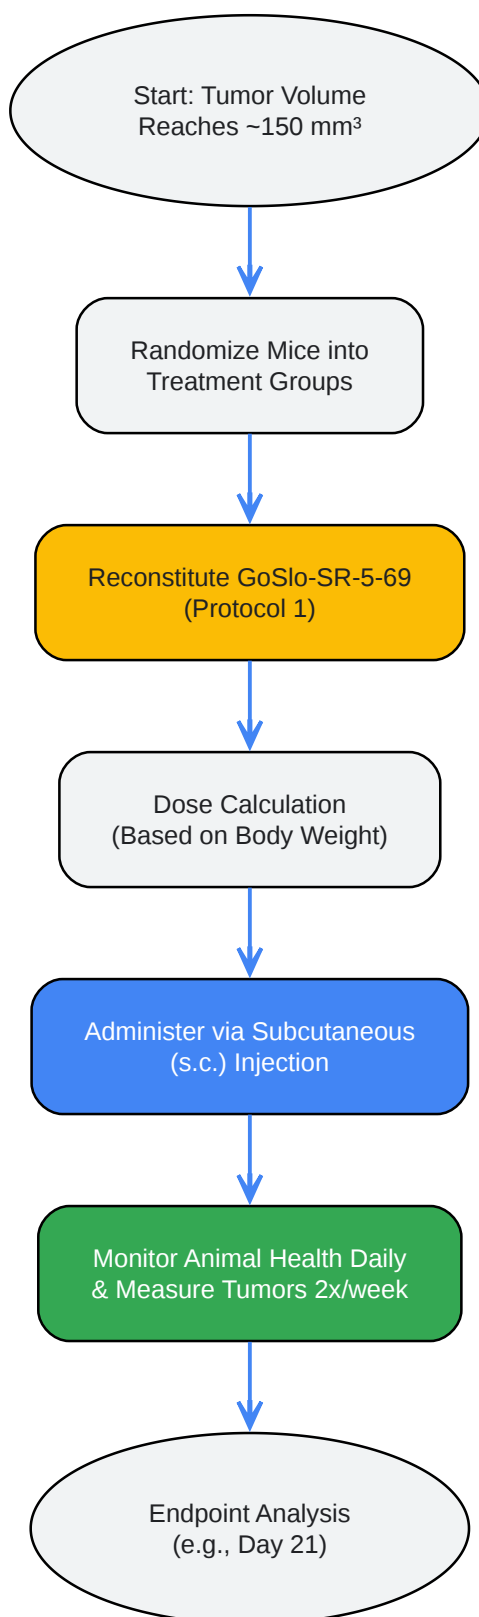 Start: Tumor Volume
Reaches ~150 mm³
Randomize Mice into
Treatment Groups
Reconstitute GoSlo-SR-5-69
(Protocol 1)
Dose Calculation
(Based on Body Weight)
Administer via Subcutaneous
(s.c.) Injection
Monitor Animal Health Daily
& Measure Tumors 2x/week
Endpoint Analysis
(e.g., Day 21)